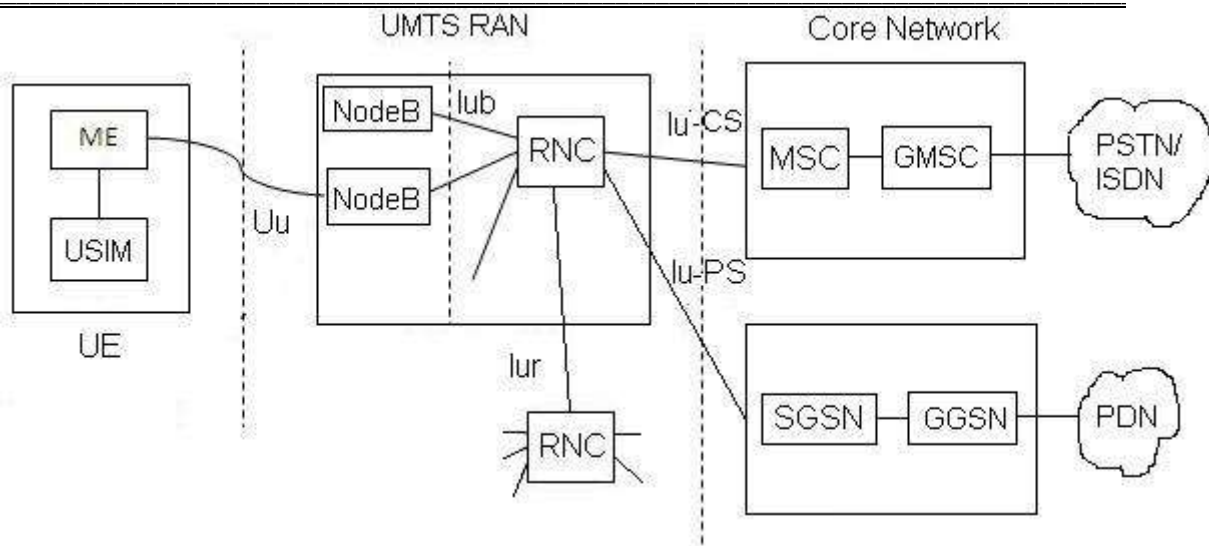 UMTS RAN
Core Network
ME
USIM
UE
Uu
NodeB
NodeB
Iub
RNC
Iur
RNC
Iu-CS
Iu-PS
MSC
GMSC
PSTN/
ISDN
SGSN
GGSN
PDN